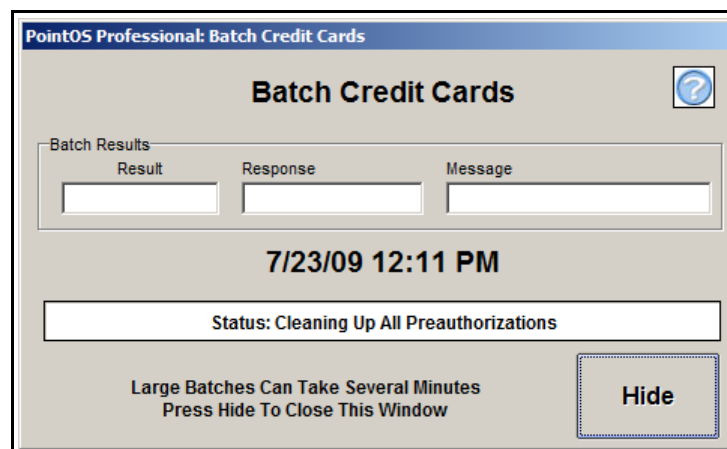 PointOS Professional: Batch Credit Cards
Batch Credit Cards
?
Batch Results
Result Response Message
7/23/09 12:11 PM
Status: Cleaning Up All Preauthorizations
Large Batches Can Take Several Minutes
Press Hide To Close This Window
Hide